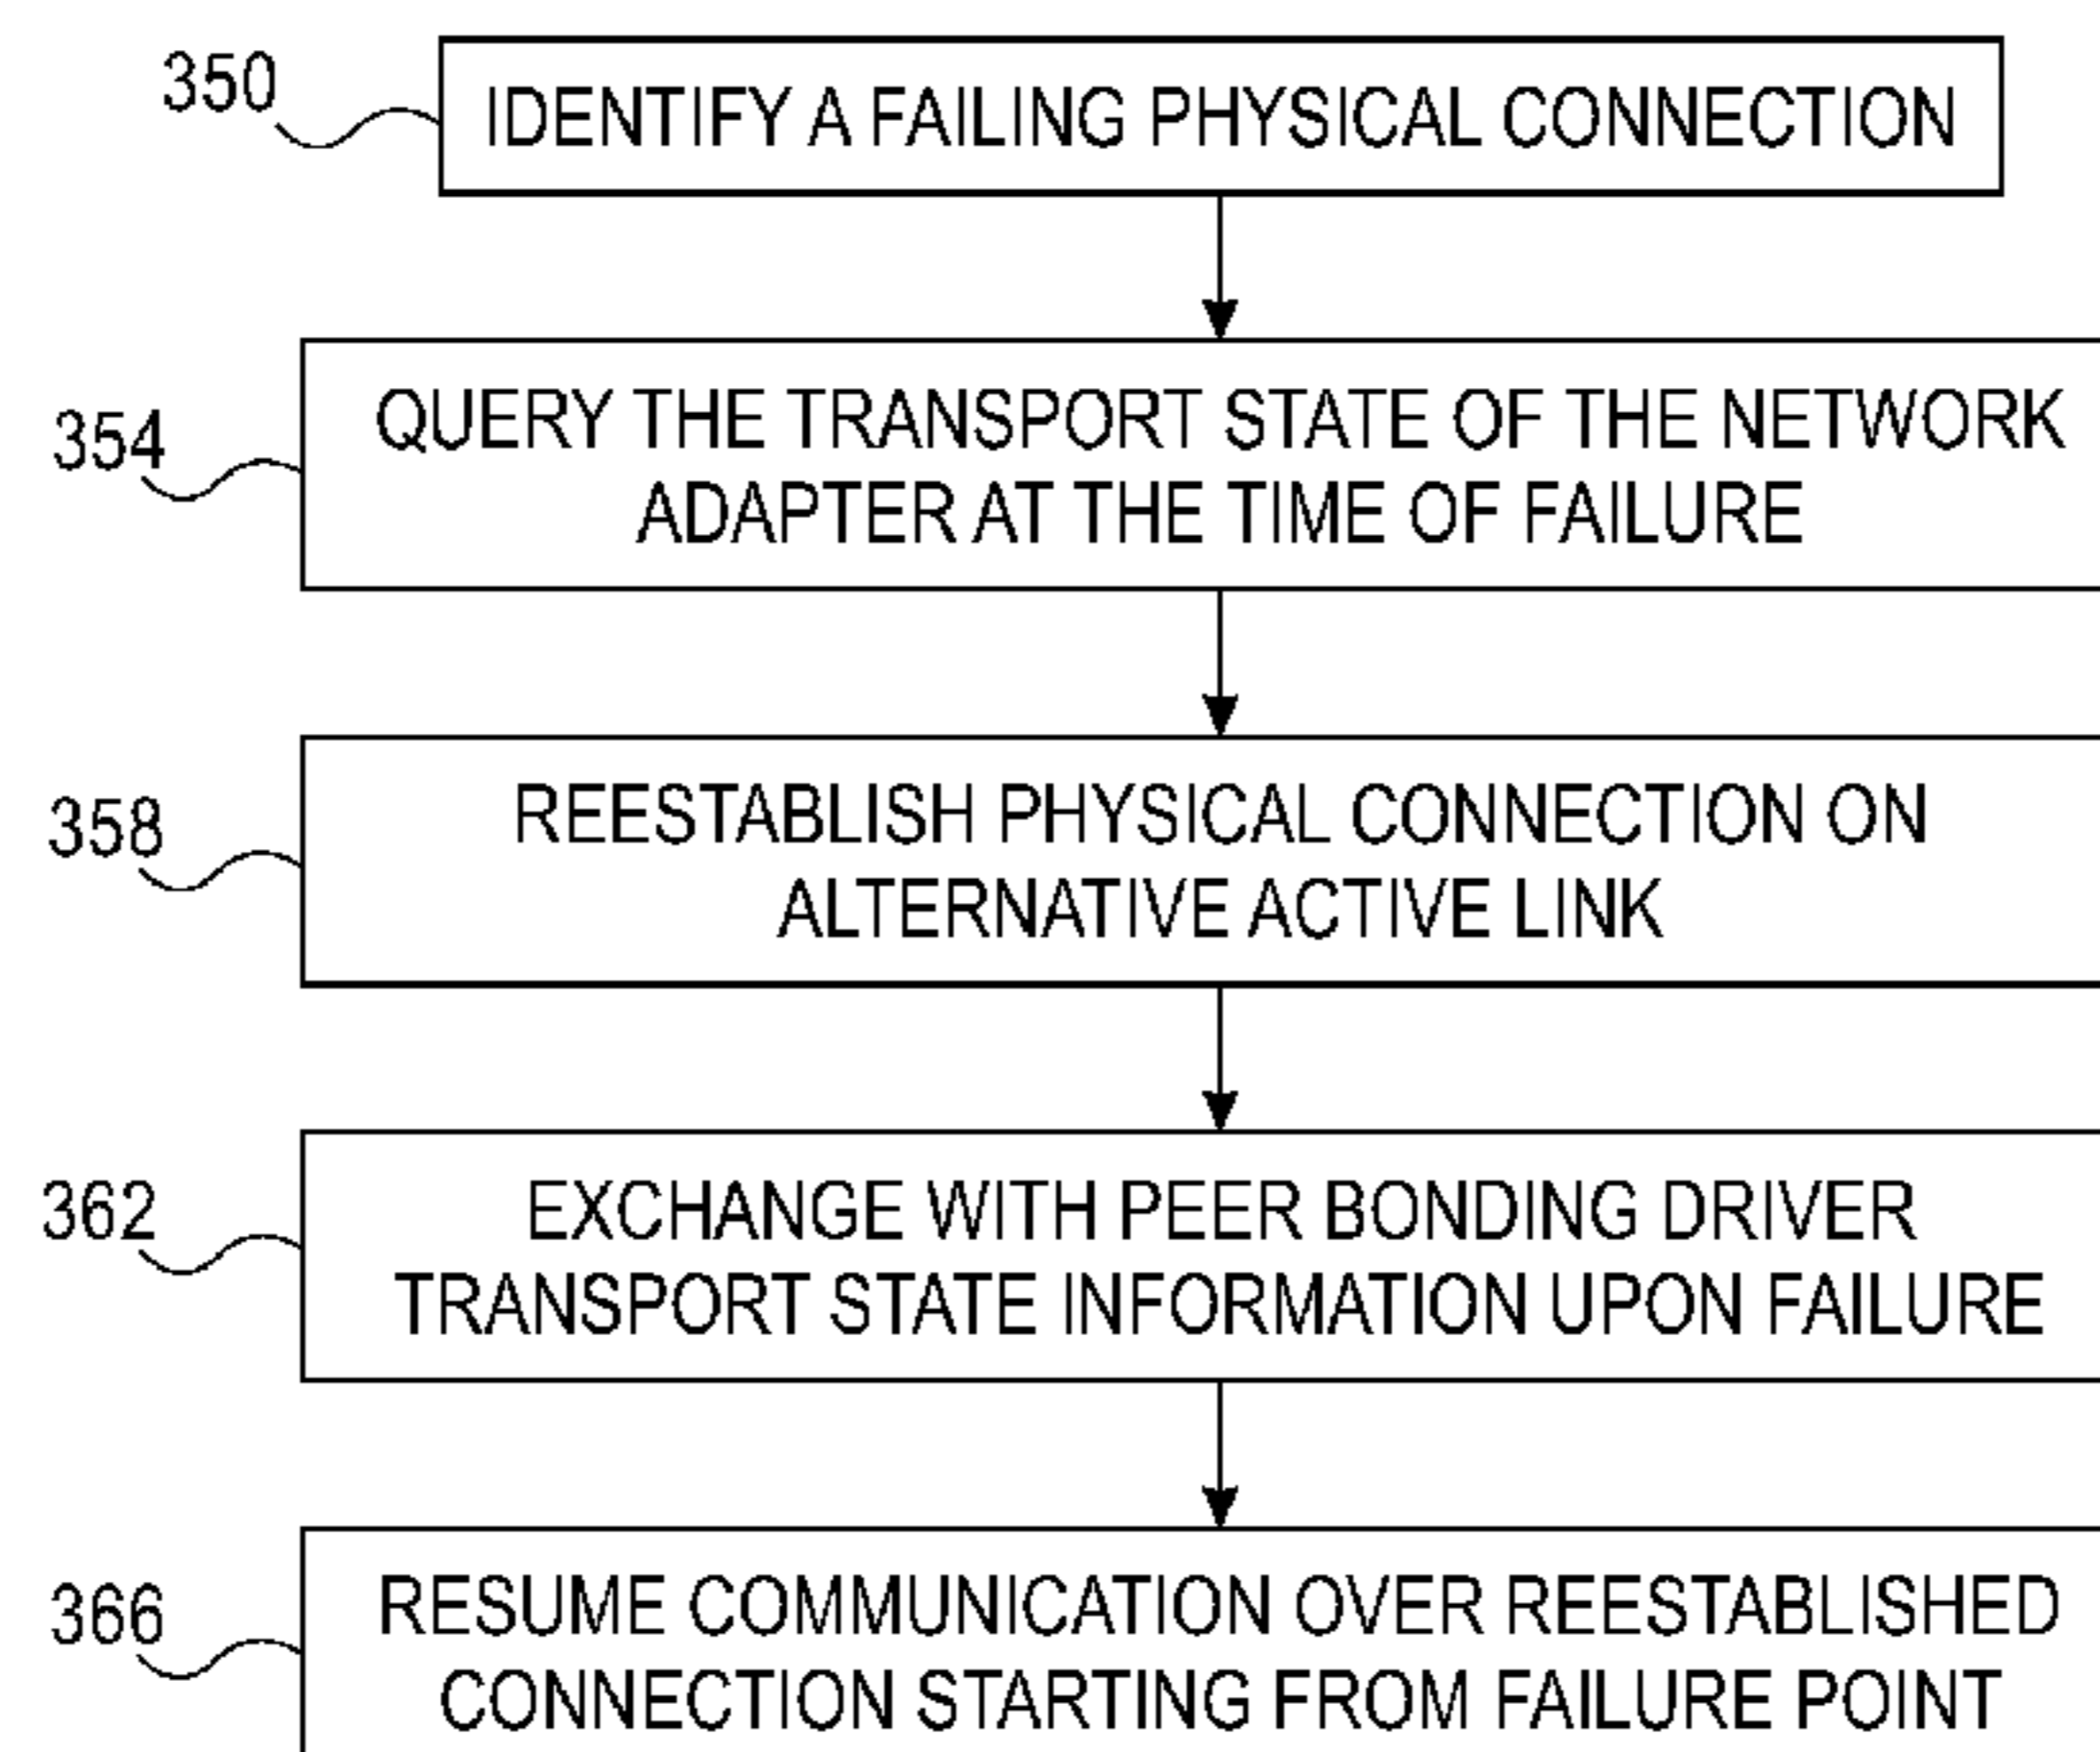 350
IDENTIFY A FAILING PHYSICAL CONNECTION
354
QUERY THE TRANSPORT STATE OF THE NETWORK
ADAPTER AT THE TIME OF FAILURE
358
REESTABLISH PHYSICAL CONNECTION ON
ALTERNATIVE ACTIVE LINK
362
EXCHANGE WITH PEER BONDING DRIVER
TRANSPORT STATE INFORMATION UPON FAILURE
366
RESUME COMMUNICATION OVER REESTABLISHED
CONNECTION STARTING FROM FAILURE POINT